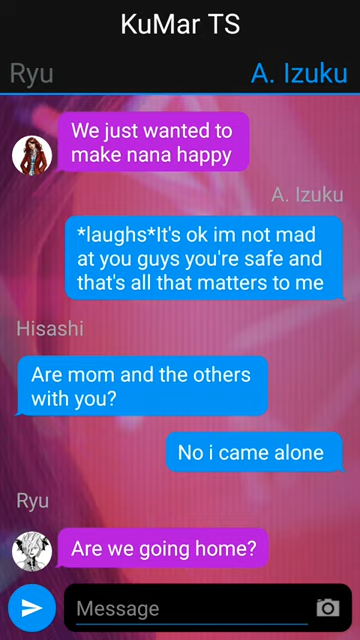 KuMar TS
Ryu
A. Izuku
We just wanted to
make nana happy
A. Izuku
*laughs*It's ok im not mad
at you guys you're safe and
that's all that matters to me
Hisashi
Are mom and the others
with you?
No i came alone
Ryu
Are we going home?
Message